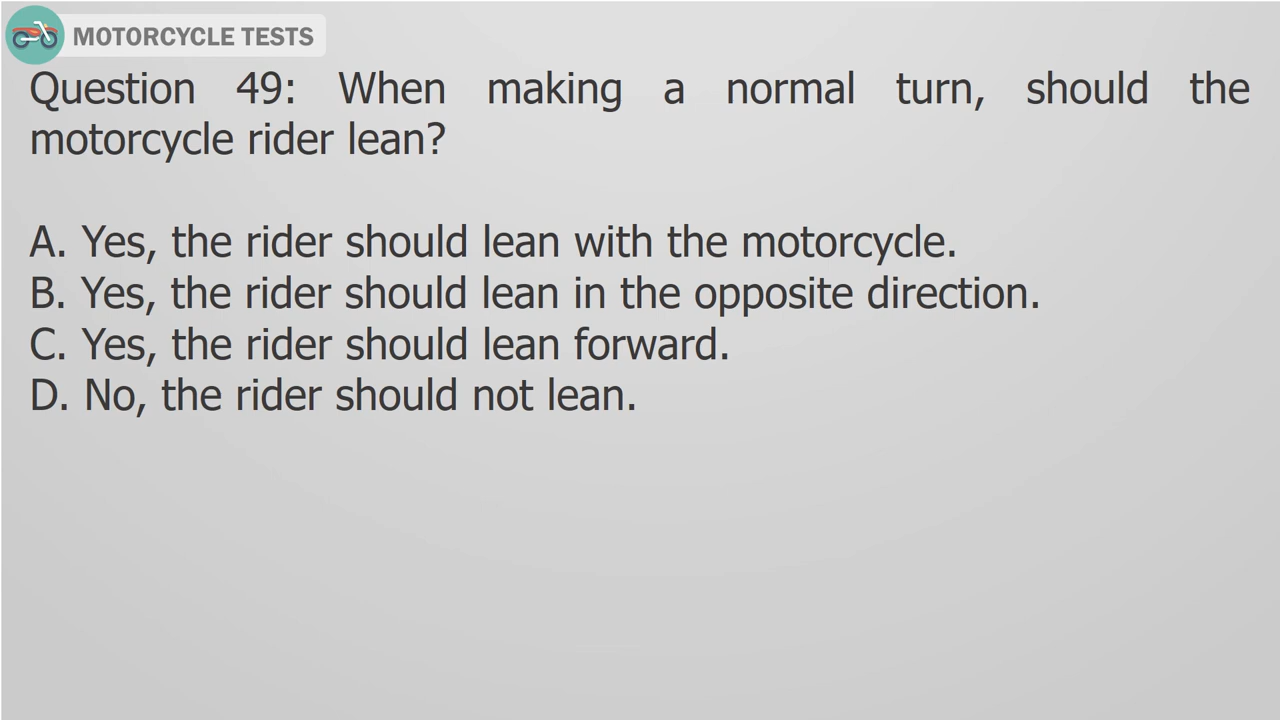 MOTORCYCLE TESTS
Question 49: When making a normal turn, should the
motorcycle rider lean?
A. Yes, the rider should lean with the motorcycle.
B. Yes, the rider should lean in the opposite direction.
C. Yes, the rider should lean forward.
D. No, the rider should not lean.